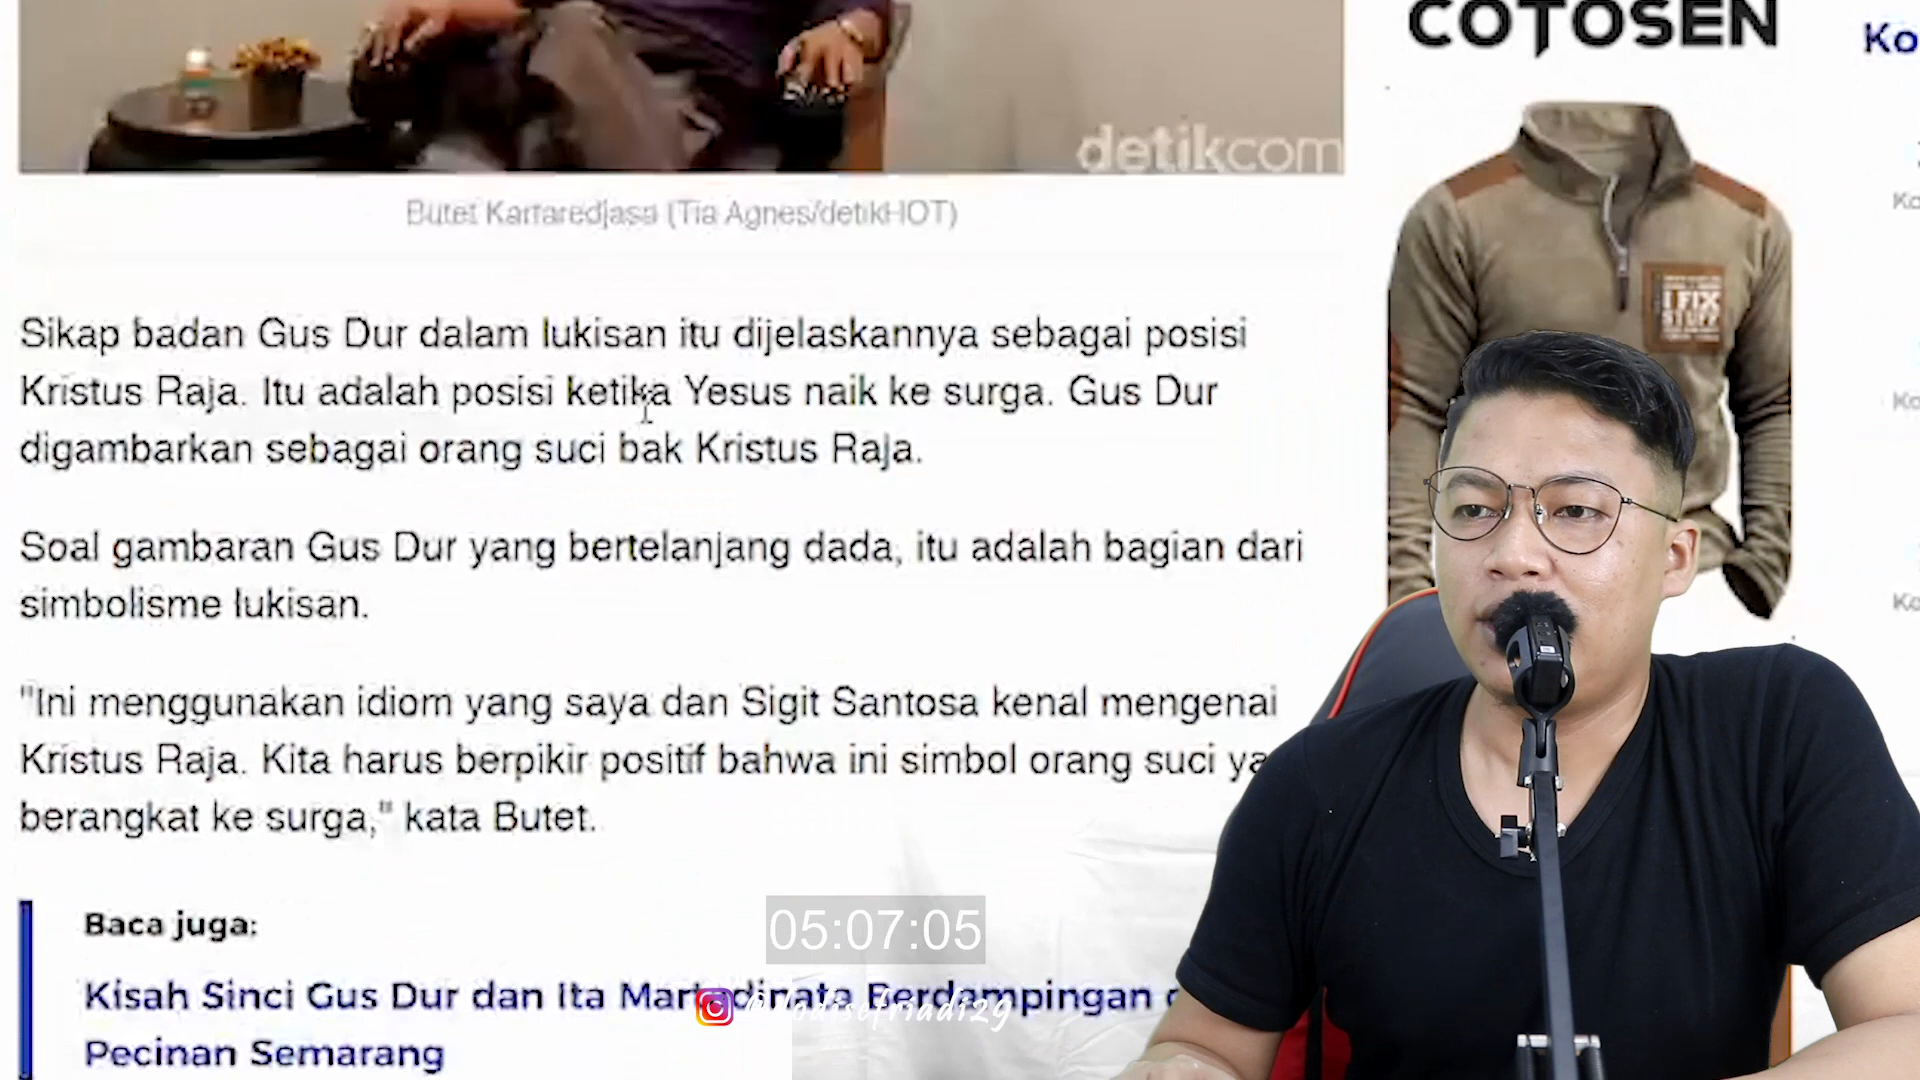 COTOSEN
Ko
detikcom
Butet Kartaredjasa (Tia Agnes/detikHOT)
I FIX
STUFF
Sikap badan Gus Dur dalam lukisan itu dijelaskannya sebagai posisi
Kristus Raja. Itu adalah posisi ketika Yesus naik ke surga. Gus Dur
digambarkan sebagai orang suci bak Kristus Raja.
Soal gambaran Gus Dur yang bertelanjang dada, itu adalah bagian dari
simbolisme lukisan.
"Ini menggunakan idiom yang saya dan Sigit Santosa kenal mengenai
Kristus Raja. Kita harus berpikir positif bahwa ini simbol orang suci ya
berangkat ke surga," kata Butet.
Baca juga:
05:07:05
Kisah Sinci Gus Dur dan Ita Martadinata Berdampingan
Pecinan Semarang